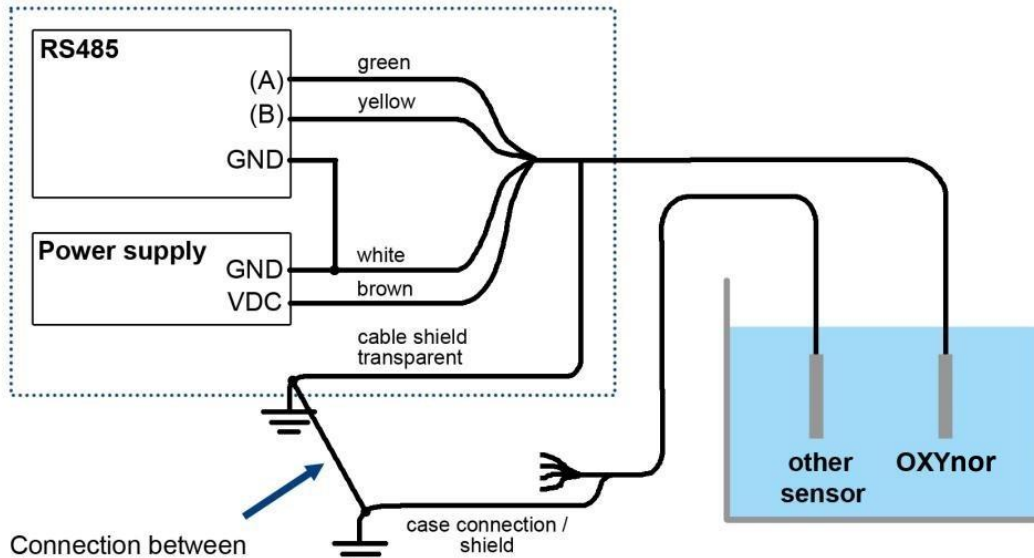 RS485
(A)
(B)
GND
green
yellow
Power supply
GND
VDC
white
brown
cable shield
transparent
other
sensor
OXYnor
case connection /
shield
Connection between